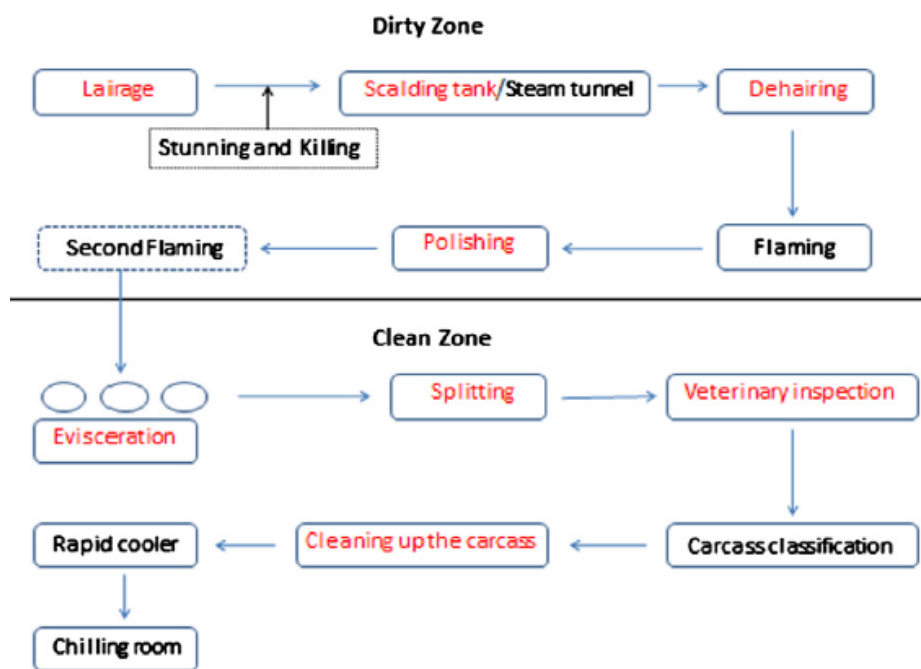 Dirty Zone
Lairage
Scalding tank/Steam tunnel
Dehairing
Stunning and Killing
Second Flaming
Polishing
Flaming
Clean Zone
Evisceration
Splitting
Veterinary inspection
Rapid cooler
Cleaning up the carcass
Carcass classification
Chilling room